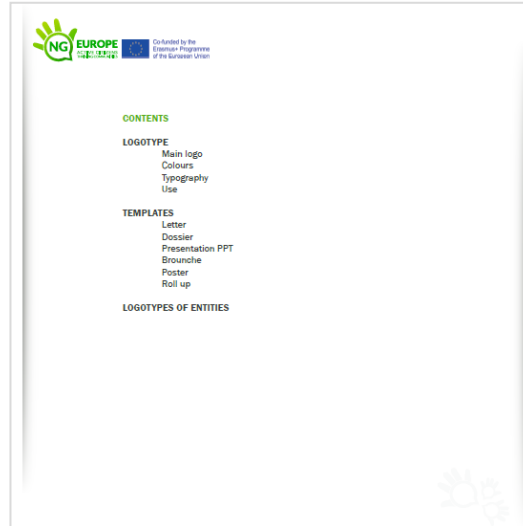 NG EUROPE
Co-funded by the
Erasmus+ Programme
of the European Union
CONTENTS
LOGOTYPE
Main logo
Colours
Typography
Use
TEMPLATES
Letter
Dossier
Presentation PPT
Brounche
Poster
Roll up
LOGOTYPES OF ENTITIES